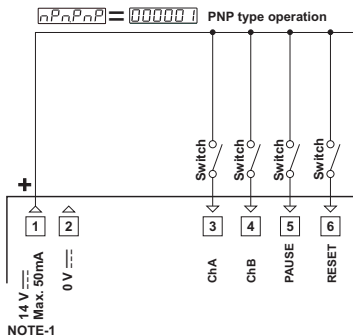 nPnPnP = 000001 PNP type operation
Switch Switch Switch Switch
+
1 2 3 4 5 6
14 V Max. 50mA 0 V ChA ChB PAUSE RESET
NOTE-1